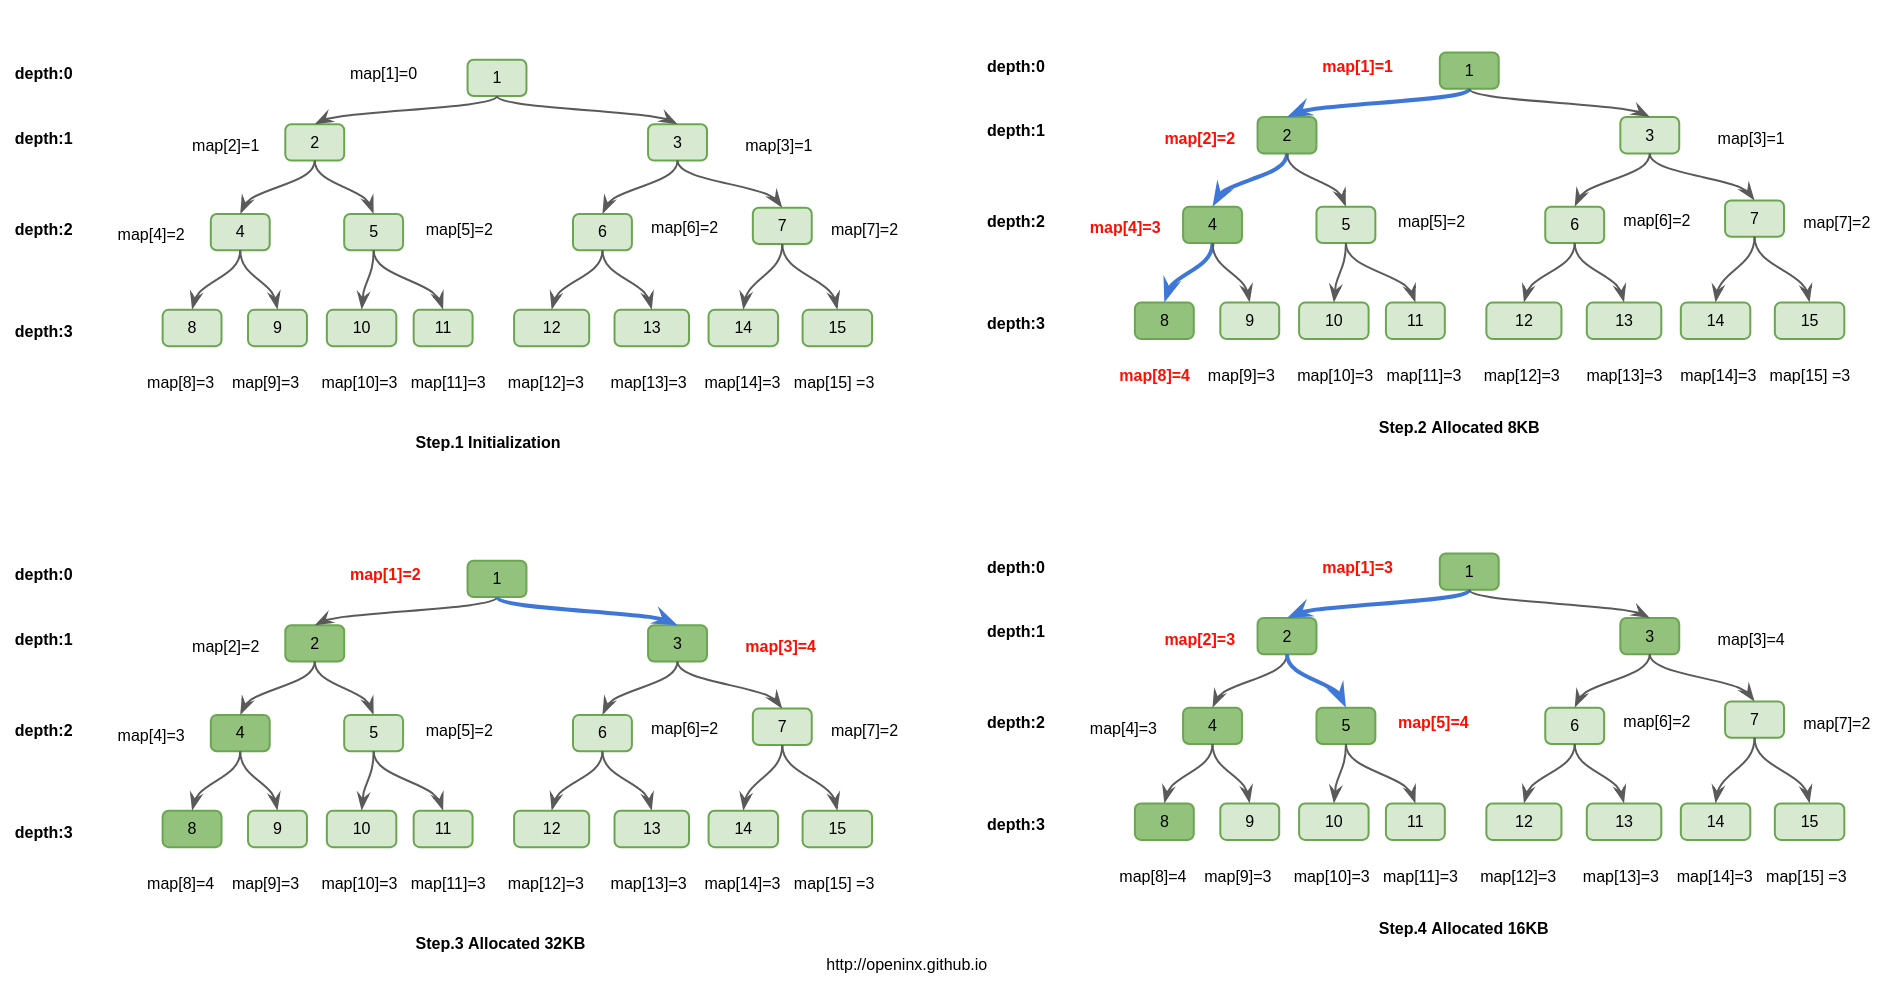 depth:0 map[1]=0 1
depth:1 map[2]=1 2 3 map[3]=1
depth:2 map[4]=2 4 5 map[5]=2 6 map[6]=2 7 map[7]=2
depth:3 8 9 10 11 12 13 14 15
map[8]=3 map[9]=3 map[10]=3 map[11]=3 map[12]=3 map[13]=3 map[14]=3 map[15] =3
Step.1 Initialization
depth:0 map[1]=1 1
depth:1 map[2]=2 2 3 map[3]=1
depth:2 map[4]=3 4 5 map[5]=2 6 map[6]=2 7 map[7]=2
depth:3 8 9 10 11 12 13 14 15
map[8]=4 map[9]=3 map[10]=3 map[11]=3 map[12]=3 map[13]=3 map[14]=3 map[15] =3
Step.2 Allocated 8KB
depth:0 map[1]=2 1
depth:1 map[2]=2 2 3 map[3]=4
depth:2 map[4]=3 4 5 map[5]=2 6 map[6]=2 7 map[7]=2
depth:3 8 9 10 11 12 13 14 15
map[8]=4 map[9]=3 map[10]=3 map[11]=3 map[12]=3 map[13]=3 map[14]=3 map[15] =3
Step.3 Allocated 32KB
depth:0 map[1]=3 1
depth:1 map[2]=3 2 3 map[3]=4
depth:2 map[4]=3 4 5 map[5]=4 6 map[6]=2 7 map[7]=2
depth:3 8 9 10 11 12 13 14 15
map[8]=4 map[9]=3 map[10]=3 map[11]=3 map[12]=3 map[13]=3 map[14]=3 map[15] =3
Step.4 Allocated 16KB
http://openinx.github.io